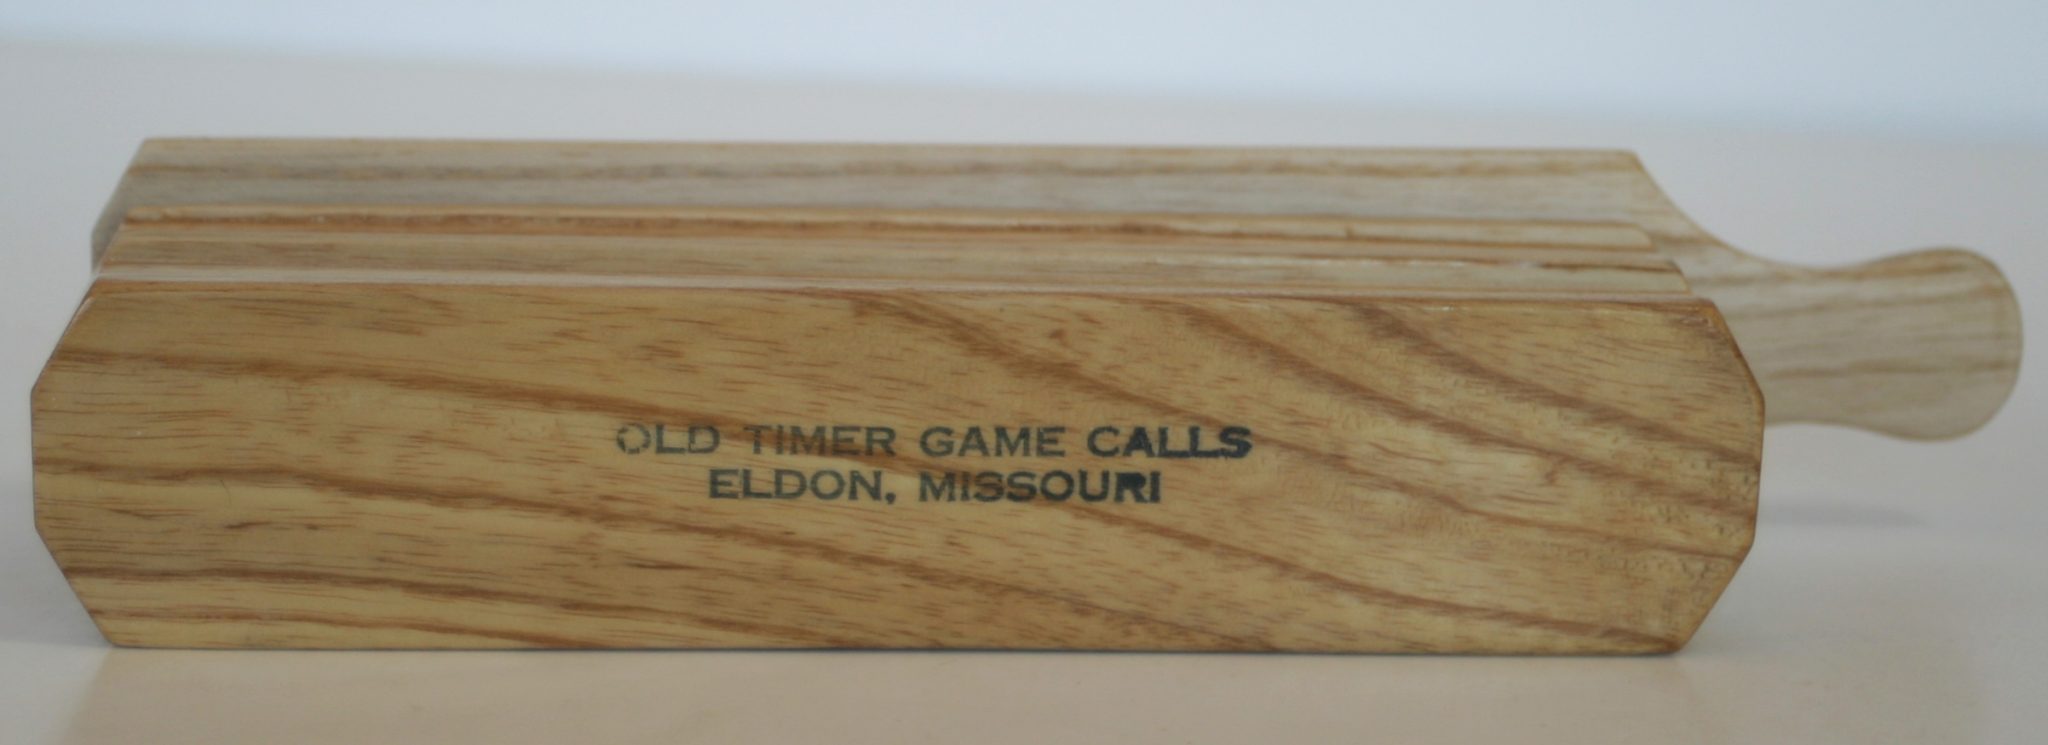 OLD TIMER GAME CALLS
ELDON, MISSOURI